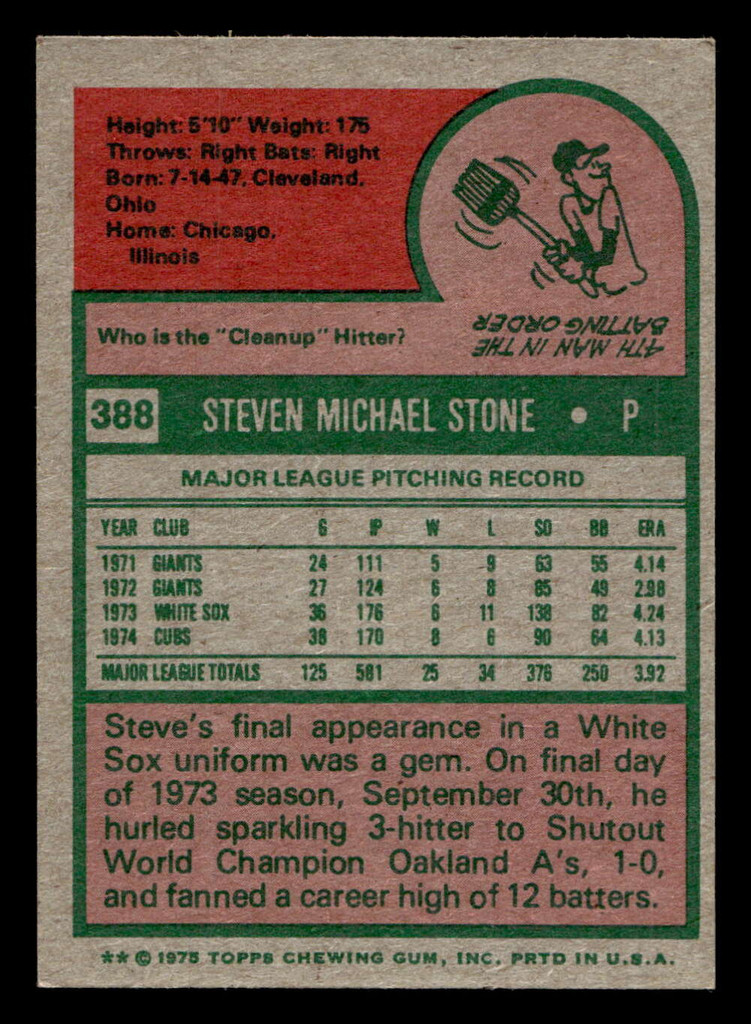 Height: 5'10" Weight: 175
Throws: Right Bats: Right
Born: 7-14-47, Cleveland,
Ohio
Home: Chicago,
Illinois
Who is the "Cleanup" Hitter?
4TH MAN IN THE
BATTING ORDER
388 STEVEN MICHAEL STONE • P
MAJOR LEAGUE PITCHING RECORD
YEAR CLUB G IP W L SO BB ERA
1971 GIANTS 24 111 5 9 63 55 4.14
1972 GIANTS 27 124 6 8 85 49 2.98
1973 WHITE SOX 36 176 6 11 138 82 4.24
1974 CUBS 38 170 8 6 90 64 4.13
MAJOR LEAGUE TOTALS 125 581 25 34 376 250 3.92
Steve's final appearance in a White
Sox uniform was a gem. On final day
of 1973 season, September 30th, he
hurled sparkling 3-hitter to Shutout
World Champion Oakland A's, 1-0,
and fanned a career high of 12 batters.
** © 1975 TOPPS CHEWING GUM, INC. PRTD IN U.S.A.